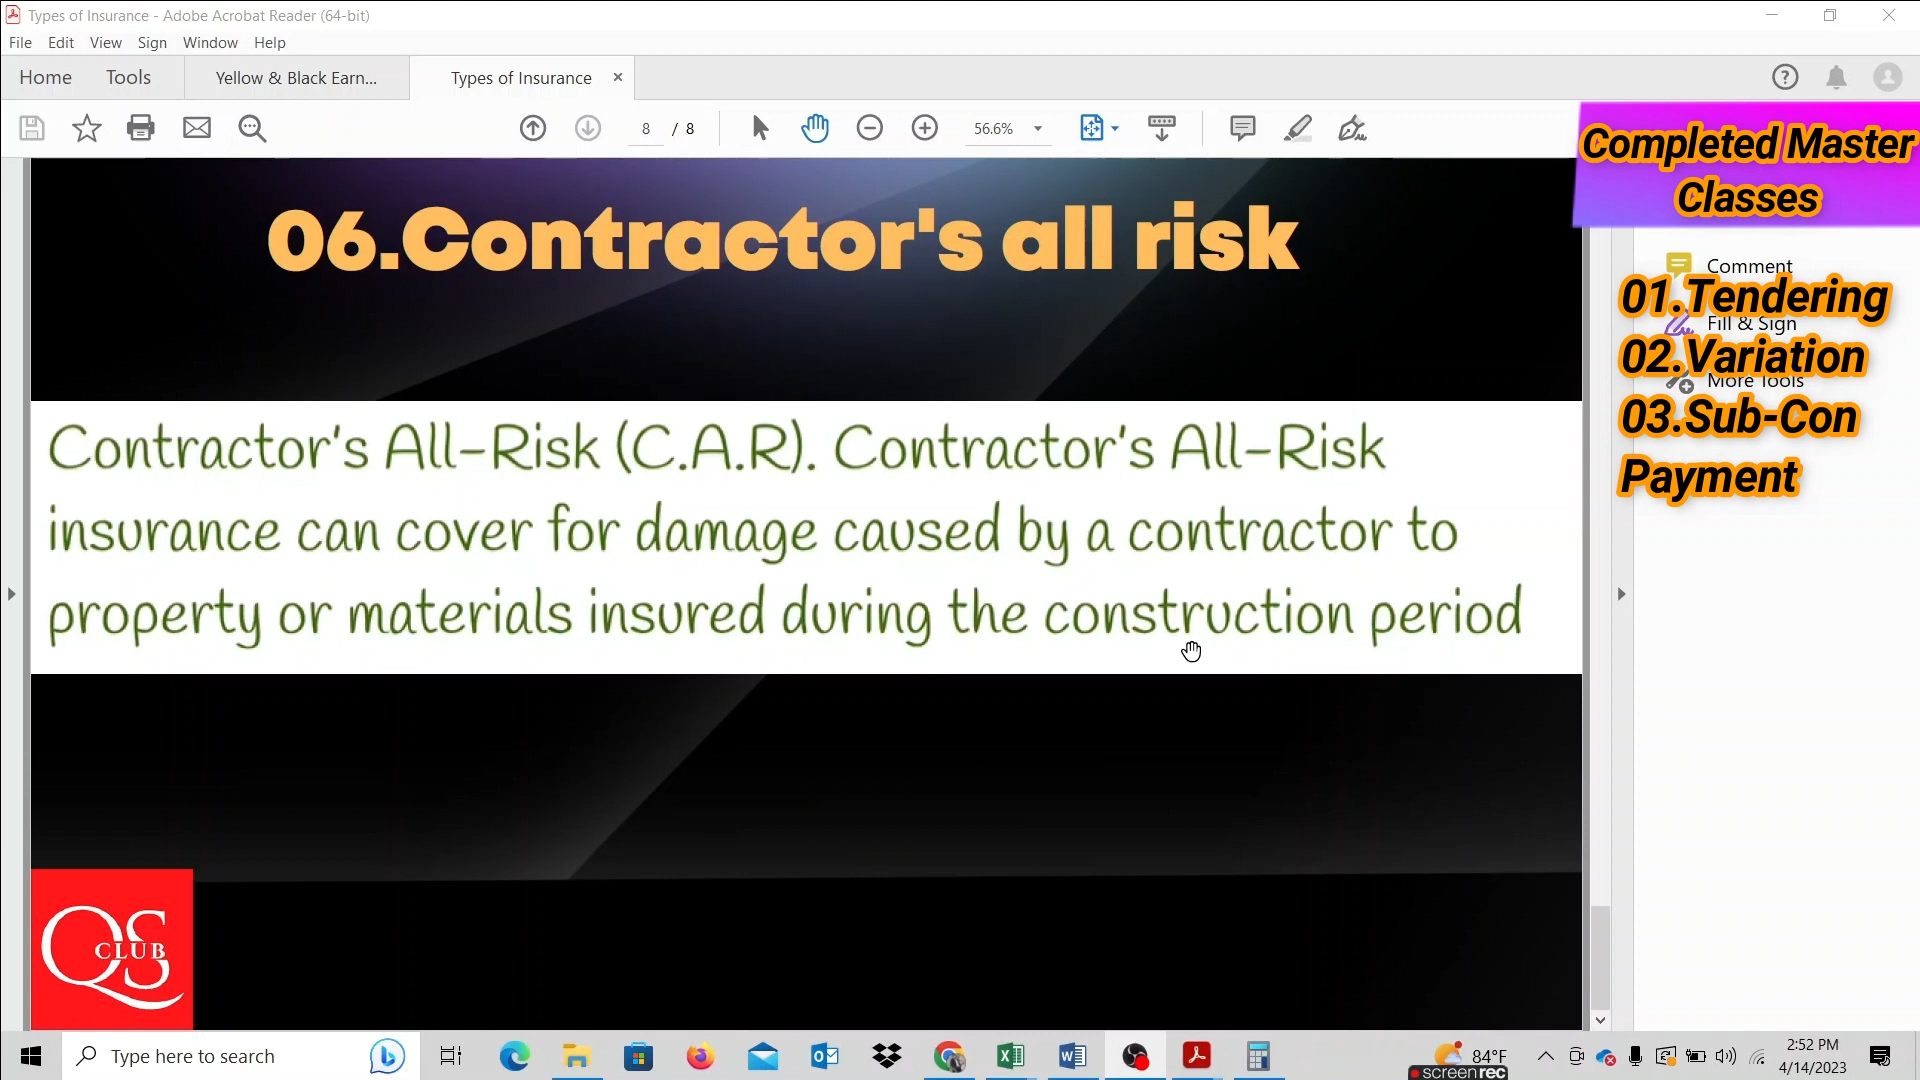 Types of Insurance - Adobe Acrobat Reader (64-bit)
File Edit View Sign Window Help
Home Tools Yellow & Black Earn... Types of Insurance
8 / 8 56.6%
Completed Master
Classes
06.Contractor's all risk
Comment
01.Tendering
Fill & Sign
02.Variation
More Tools
03.Sub-Con
Payment
Contractor's All-Risk (C.A.R). Contractor's All-Risk
insurance can cover for damage caused by a contractor to
property or materials insured during the construction period
QS
CLUB
Type here to search
84°F
screenrec
2:52 PM
4/14/2023